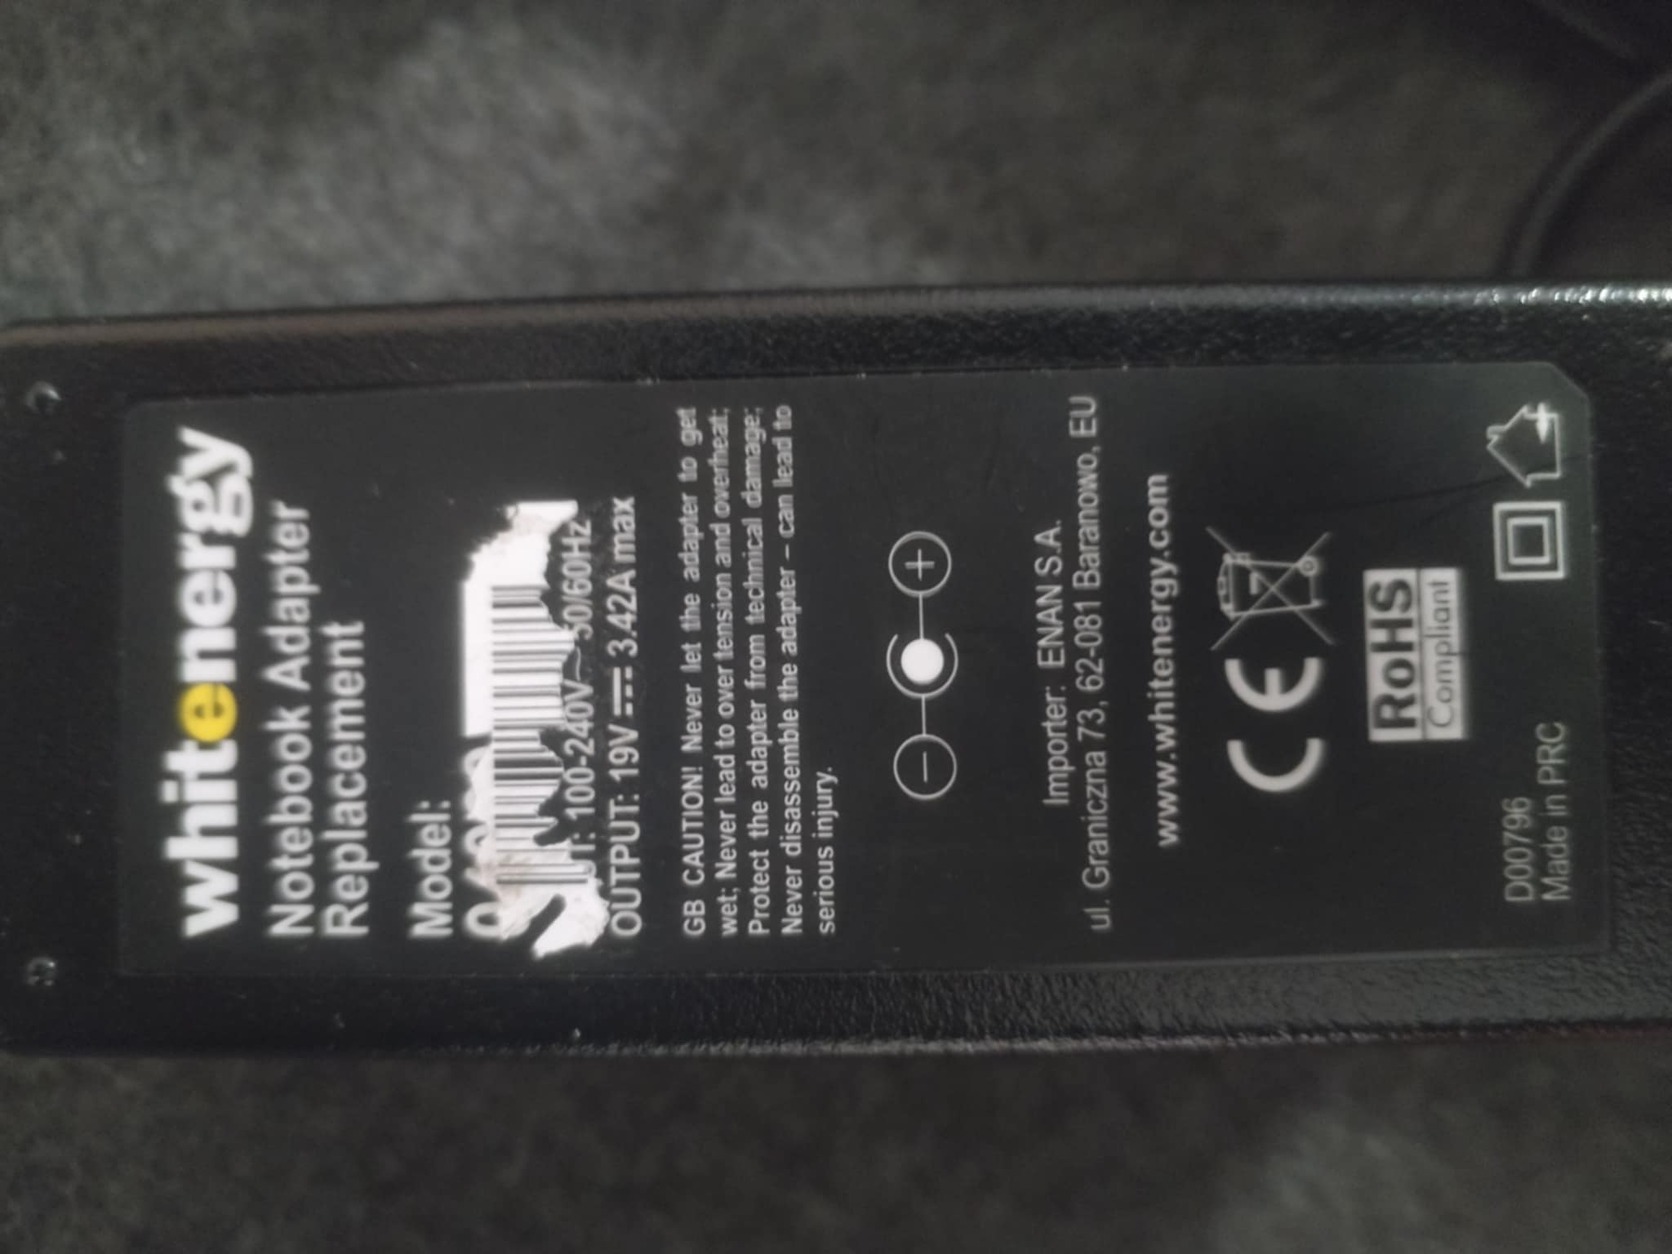 whitenergy
Notebook Adapter
Replacement
Model:
100-240V~50/60Hz
OUTPUT: 19V 3.42A max
GB CAUTION! Never let the adapter to get
wet; Never lead to over tension and overheat;
Protect the adapter from technical damage;
Never disassemble the adapter – can lead to
serious injury.
Importer: ENAN S.A.
ul. Graniczna 73, 62-081 Baranowo, EU
www.whitenergy.com
CE
RoHS
Compliant
D00796
Made in PRC